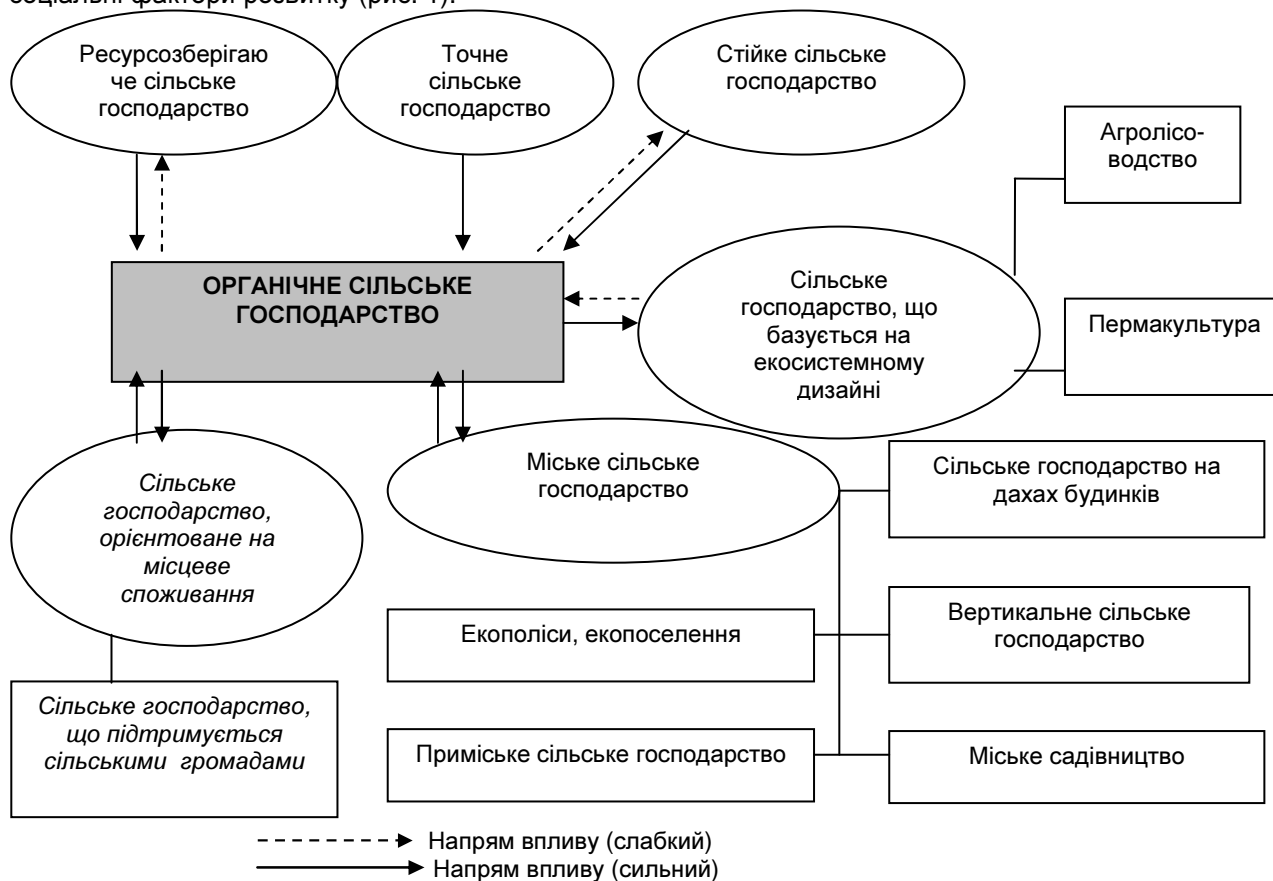 соціальні фактори розвитку (рис. 1).
Ресурсозберігаю
че сільське
господарство
Точне
сільське
господарство
Стійке сільське
господарство
Агролісо-
водство
ОРГАНІЧНЕ СІЛЬСЬКЕ
ГОСПОДАРСТВО
Сільське
господарство, що
базується на
екосистемному
дизайні
Пермакультура
Сільське
господарство,
орієнтоване на
місцеве
споживання
Міське сільське
господарство
Сільське господарство на
дахах будинків
Екополіси, екопоселення
Вертикальне сільське
господарство
Сільське господарство,
що підтримується
сільськими громадами
Приміське сільське господарство
Міське садівництво
Напрям впливу (слабкий)
Напрям впливу (сильний)